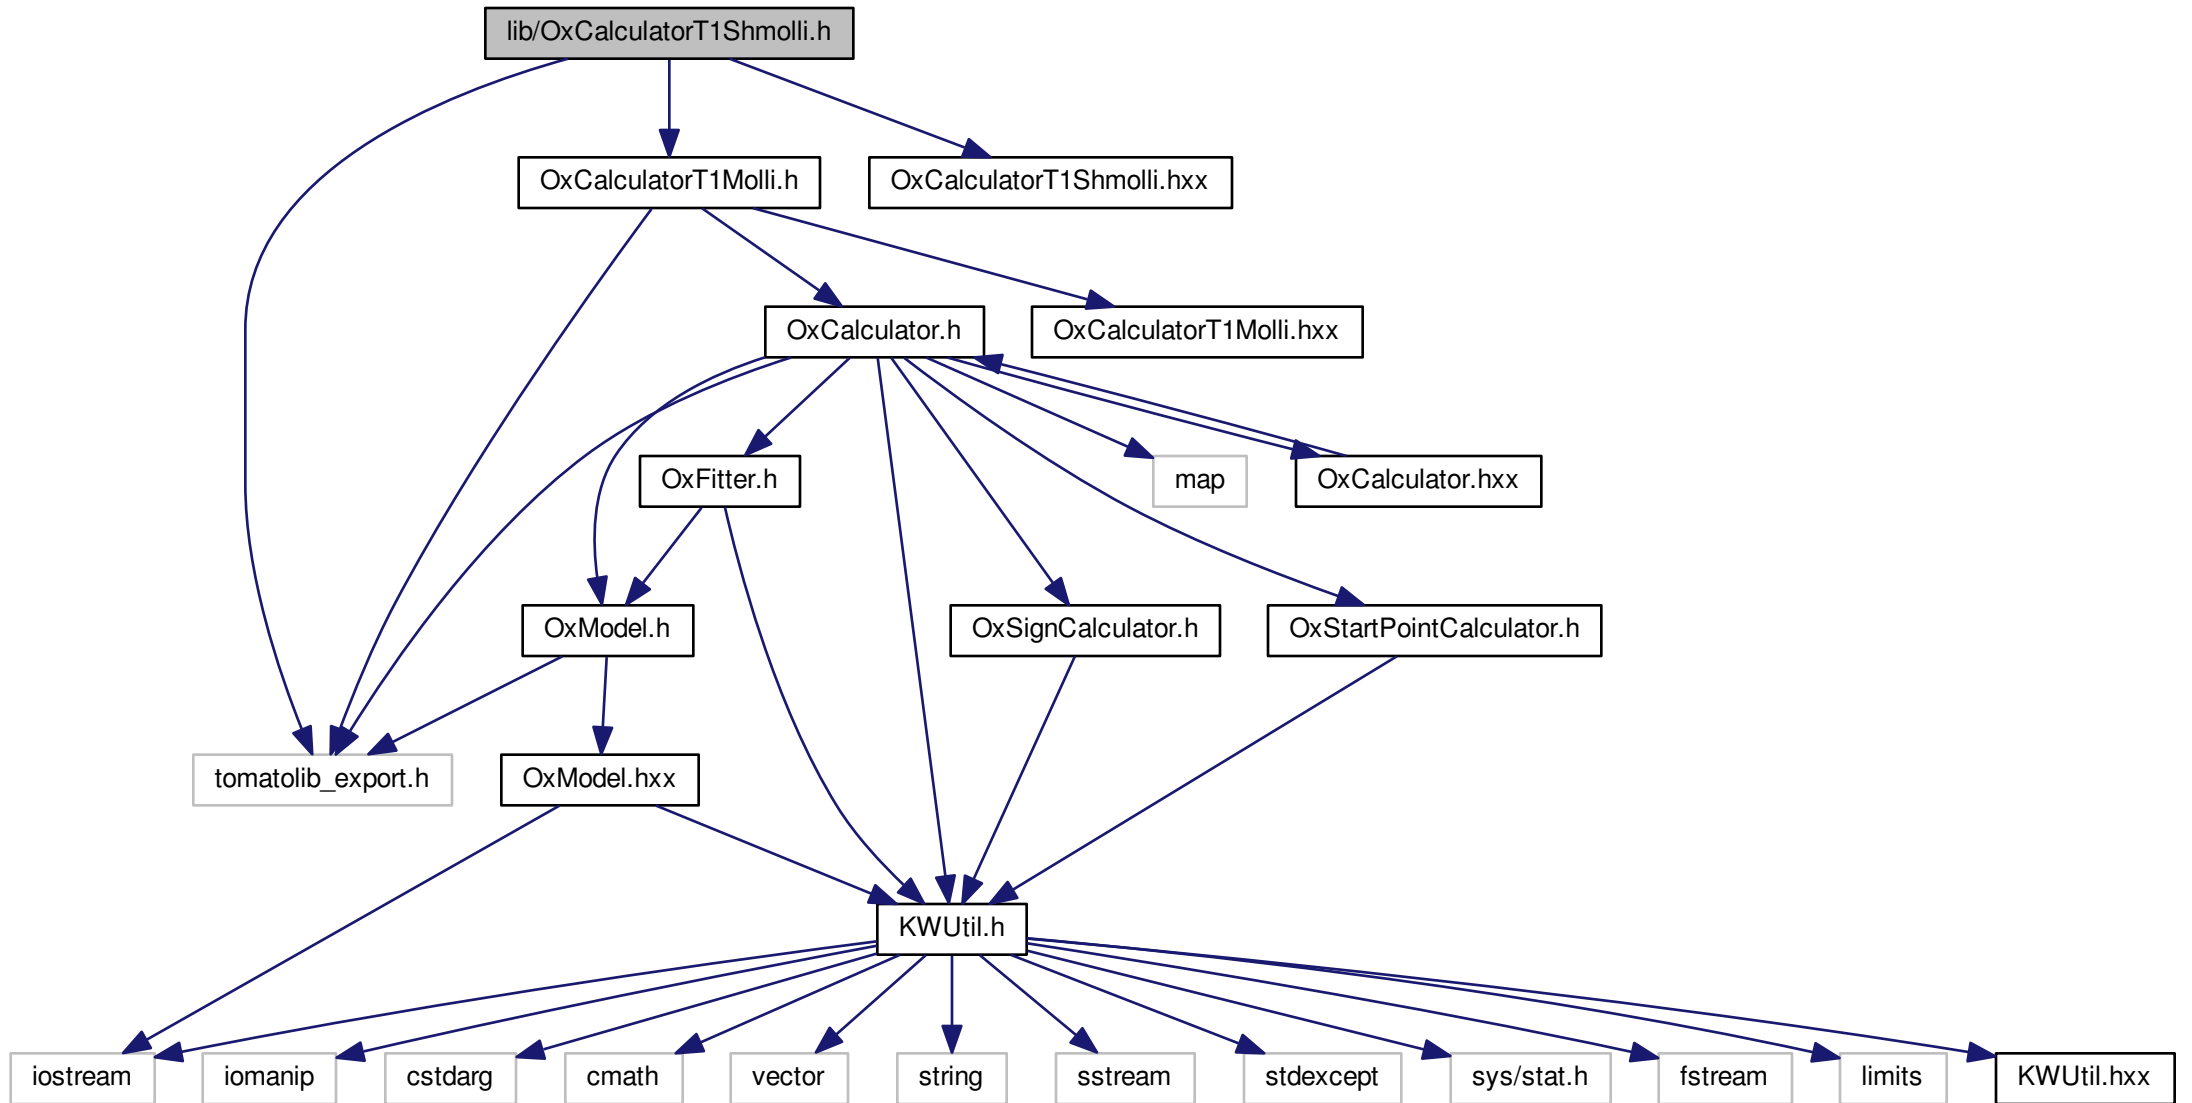 lib/OxCalculatorT1Shmolli.h
OxCalculatorT1Molli.h
OxCalculatorT1Shmolli.hxx
OxCalculator.h
OxCalculatorT1Molli.hxx
OxFitter.h
map
OxCalculator.hxx
OxModel.h
OxSignCalculator.h
OxStartPointCalculator.h
tomatolib_export.h
OxModel.hxx
KWUtil.h
iostream
iomanip
cstdarg
cmath
vector
string
sstream
stdexcept
sys/stat.h
fstream
limits
KWUtil.hxx